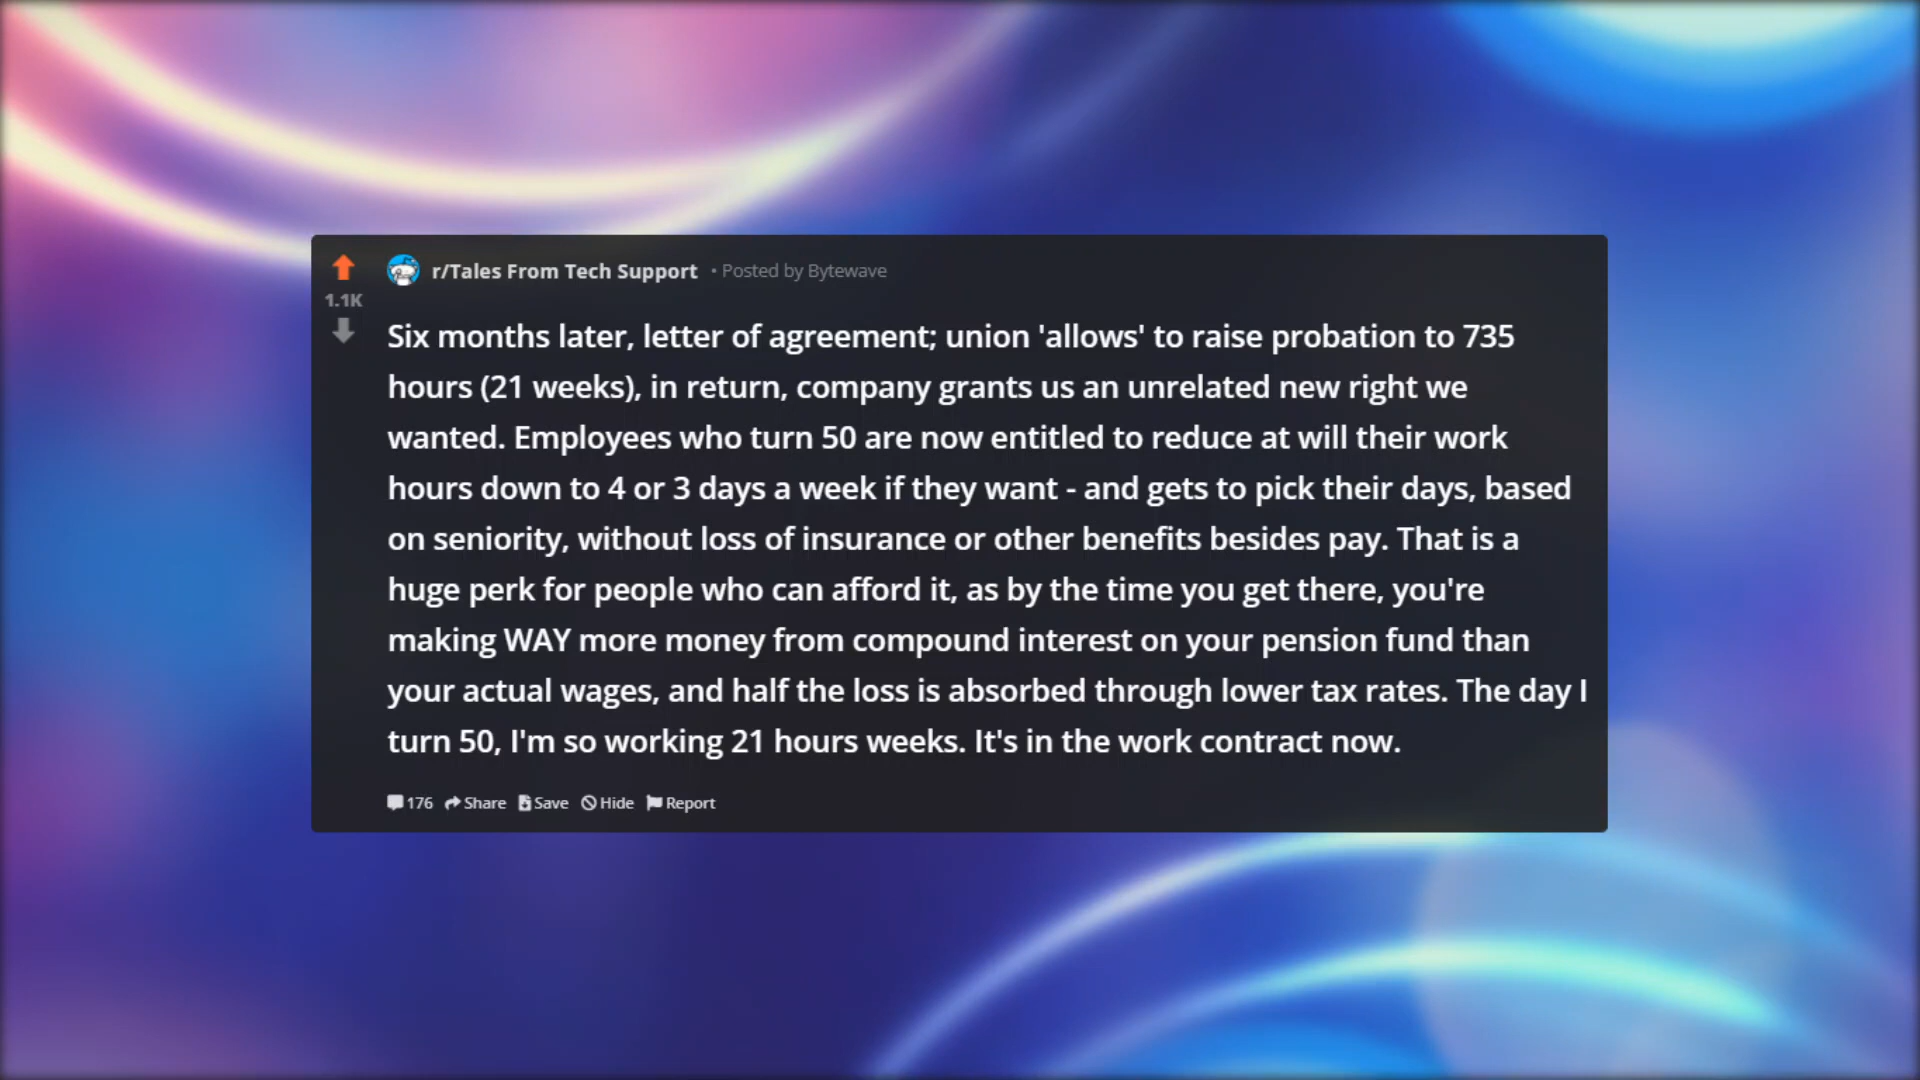 r/Tales From Tech Support • Posted by Bytewave
1.1K
Six months later, letter of agreement; union 'allows' to raise probation to 735
hours (21 weeks), in return, company grants us an unrelated new right we
wanted. Employees who turn 50 are now entitled to reduce at will their work
hours down to 4 or 3 days a week if they want - and gets to pick their days, based
on seniority, without loss of insurance or other benefits besides pay. That is a
huge perk for people who can afford it, as by the time you get there, you're
making WAY more money from compound interest on your pension fund than
your actual wages, and half the loss is absorbed through lower tax rates. The day I
turn 50, I'm so working 21 hours weeks. It's in the work contract now.
176 Share Save Hide Report